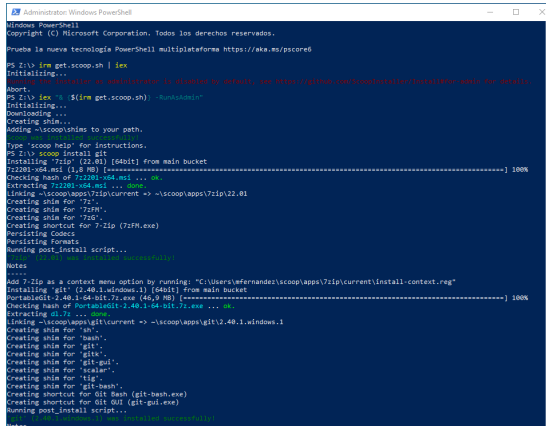 Administrator: Windows PowerShell
Windows PowerShell
Copyright (C) Microsoft Corporation. Todos los derechos reservados.
Prueba la nueva tecnología PowerShell multiplataforma https://aka.ms/pscore6
PS Z:\> irm get.scoop.sh | iex
Initializing...
Abort.
PS Z:\> iex "& {$(irm get.scoop.sh)} -RunAsAdmin"
Initializing...
Downloading ...
Creating shim...
Adding ~\scoop\shims to your path.
Scoop was installed successfully!
Type 'scoop help' for instructions.
PS Z:\> scoop install git
Installing '7zip' (22.01) [64bit] from main bucket
7z2201-x64.msi (1,8 MB) [=====================================================================================] 100%
Checking hash of 7z2201-x64.msi ... ok.
Extracting 7z2201-x64.msi ... done.
Linking ~\scoop\apps\7zip\current => ~\scoop\apps\7zip\22.01
Creating shim for '7z'.
Creating shim for '7zFM'.
Creating shim for '7zG'.
Creating shortcut for 7-Zip (7zFM.exe)
Persisting Codecs
Persisting Formats
Running post_install script...
'7zip' (22.01) was installed successfully!
Notes
-----
Add 7-Zip as a context menu option by running: "C:\Users\mfernandez\scoop\apps\7zip\current\install-context.reg"
Installing 'git' (2.40.1.windows.1) [64bit] from main bucket
PortableGit-2.40.1-64-bit.7z.exe (46,9 MB) [==================================================================] 100%
Checking hash of PortableGit-2.40.1-64-bit.7z.exe ... ok.
Extracting dl.7z ... done.
Linking ~\scoop\apps\git\current => ~\scoop\apps\git\2.40.1.windows.1
Creating shim for 'sh'.
Creating shim for 'bash'.
Creating shim for 'git'.
Creating shim for 'gitk'.
Creating shim for 'git-gui'.
Creating shim for 'scalar'.
Creating shim for 'tig'.
Creating shim for 'git-bash'.
Creating shortcut for Git Bash (git-bash.exe)
Creating shortcut for Git GUI (git-gui.exe)
Running post_install script...
'git' (2.40.1.windows.1) was installed successfully!
Notes